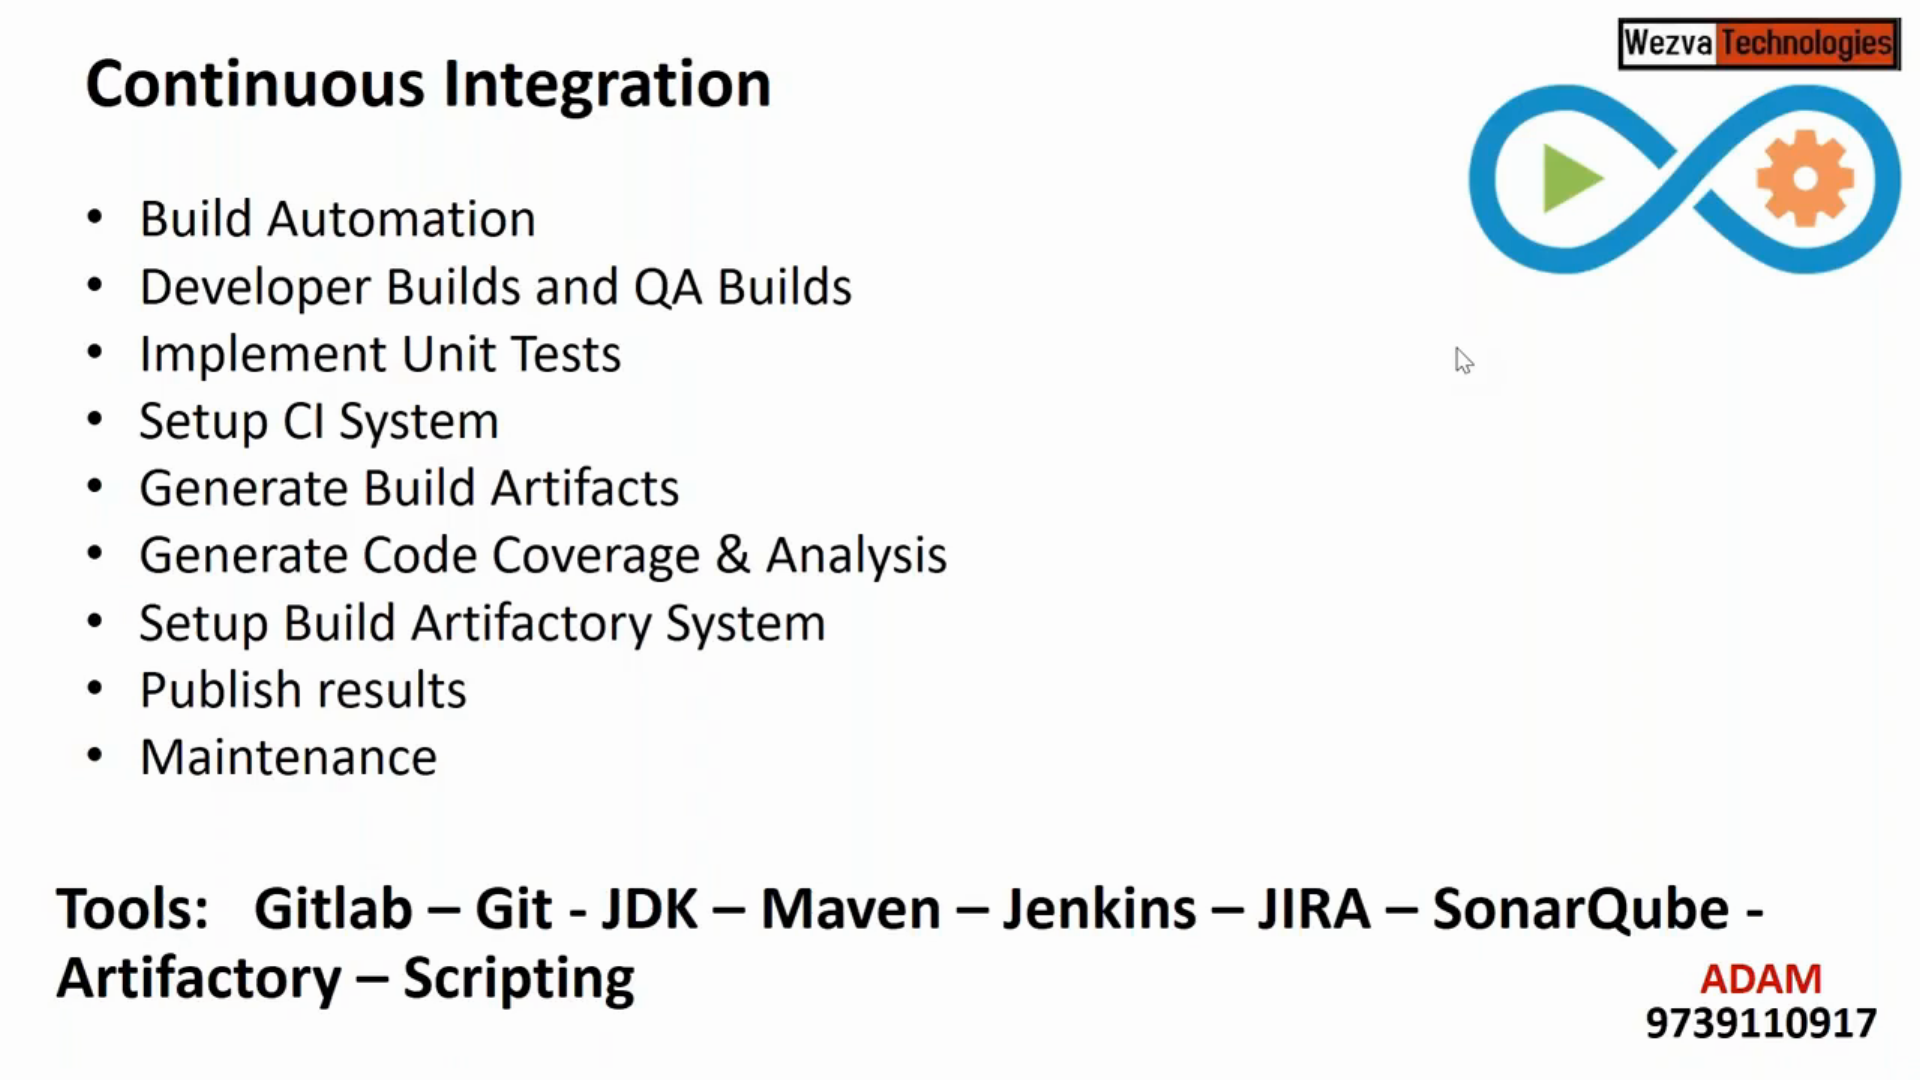 Wezva Technologies
Continuous Integration
• Build Automation
• Developer Builds and QA Builds
• Implement Unit Tests
• Setup CI System
• Generate Build Artifacts
• Generate Code Coverage & Analysis
• Setup Build Artifactory System
• Publish results
• Maintenance
Tools: Gitlab – Git - JDK – Maven – Jenkins – JIRA – SonarQube -
Artifactory – Scripting
ADAM
9739110917